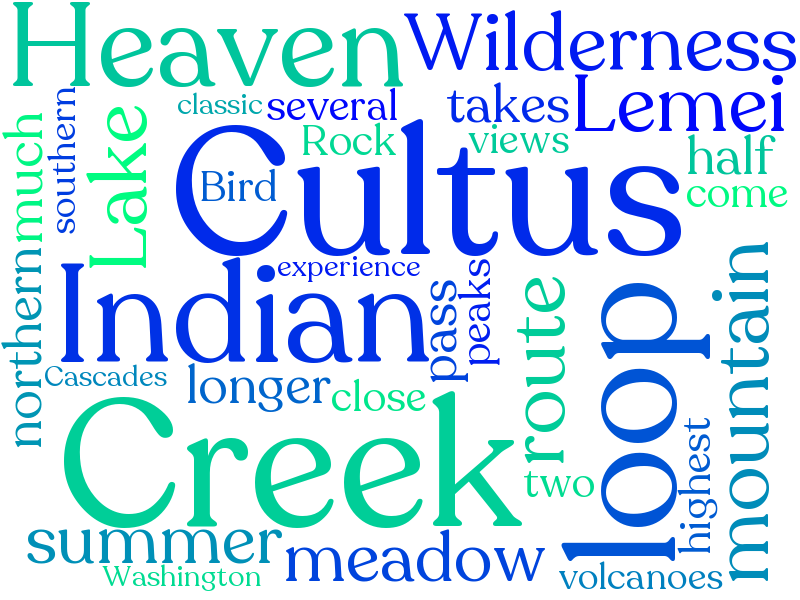 Heaven
Wilderness
classic
several
takes
Lemei
southern
much
Lake
Rock
views
half
Bird
Cultus
come
northern
Indian
experience
pass
peaks
route
loop
mountain
Cascades
longer
close
Creek
two
highest
summer
meadow
Washington
volcanoes